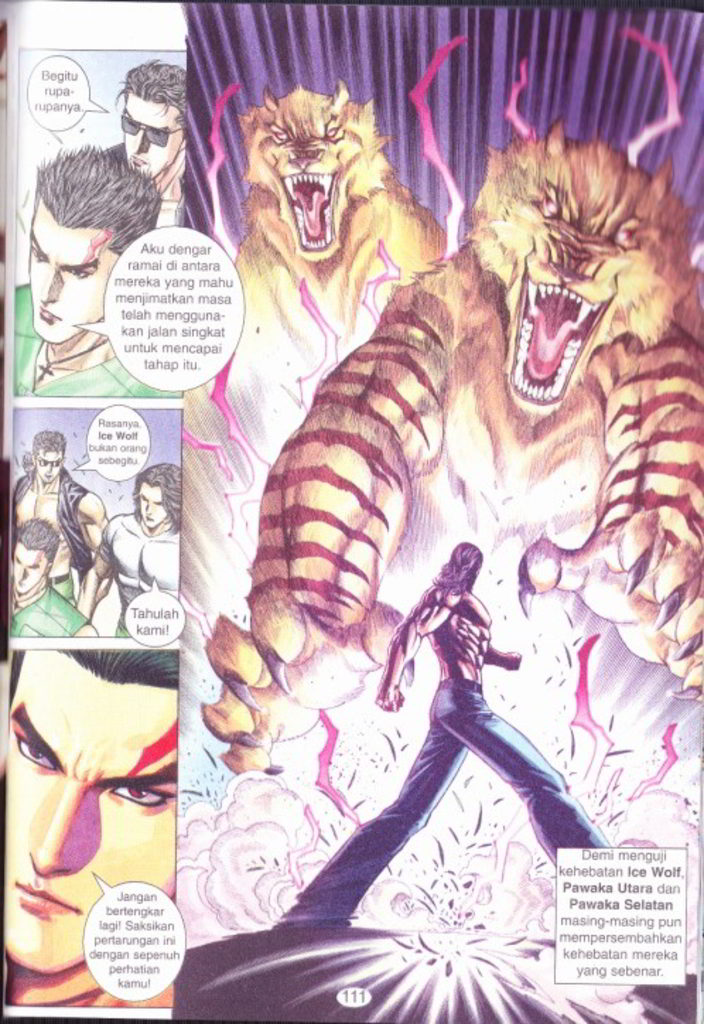 Begitu
rupa-
rupanya.
Aku dengar
ramai di antara
mereka yang mahu
menjimatkan masa
telah mengguna-
kan jalan singkat
untuk mencapai
tahap itu.
Rasanya,
Ice Wolf
bukan orang
sebegitu.
Tahulah
kami!
Jangan
bertengkar
lagi! Saksikan
pertarungan ini
dengan sepenuh
perhatian
kamu!
Demi menguji
kehebatan Ice Wolf,
Pawaka Utara dan
Pawaka Selatan
masing-masing pun
mempersembahkan
kehebatan mereka
yang sebenar.
111